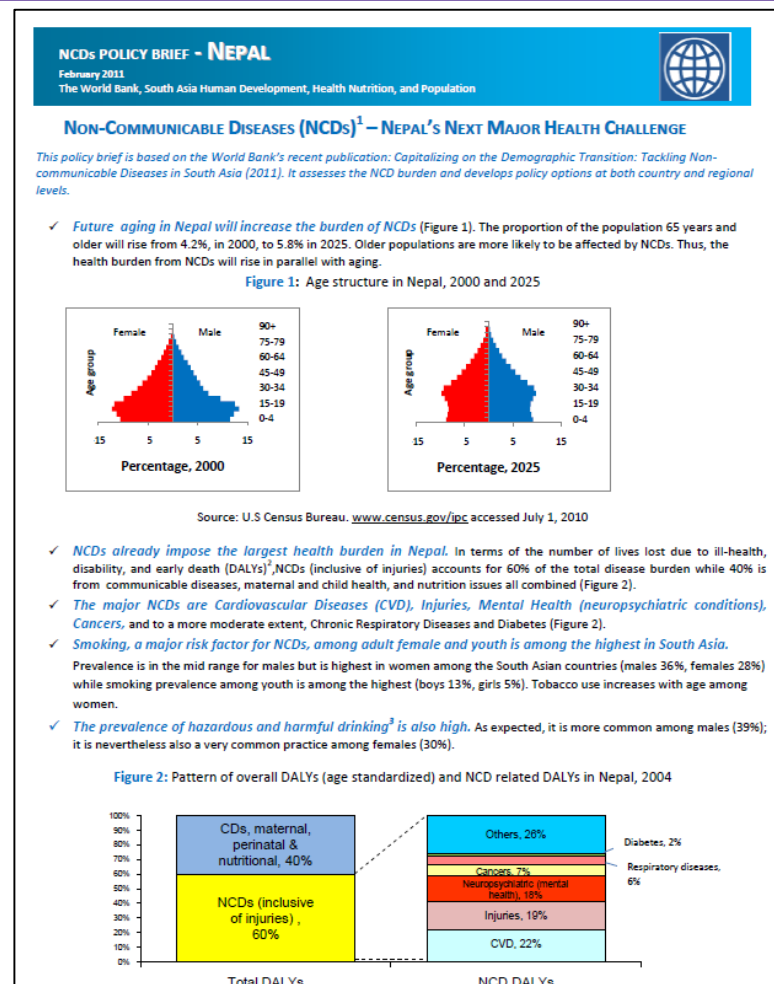 NCDs POLICY BRIEF - NEPAL
February 2011
The World Bank, South Asia Human Development, Health Nutrition, and Population
NON-COMMUNICABLE DISEASES (NCDs)1 – NEPAL'S NEXT MAJOR HEALTH CHALLENGE
This policy brief is based on the World Bank's recent publication: Capitalizing on the Demographic Transition: Tackling Non-
communicable Diseases in South Asia (2011). It assesses the NCD burden and develops policy options at both country and regional
levels.
✓ Future aging in Nepal will increase the burden of NCDs (Figure 1). The proportion of the population 65 years and
older will rise from 4.2%, in 2000, to 5.8% in 2025. Older populations are more likely to be affected by NCDs. Thus, the
health burden from NCDs will rise in parallel with aging.
Figure 1: Age structure in Nepal, 2000 and 2025
Female Male
Age group
90+
75-79
60-64
45-49
30-34
15-19
0-4
15 5 5 15
Percentage, 2000
Female Male
Age group
90+
75-79
60-64
45-49
30-34
15-19
0-4
15 5 5 15
Percentage, 2025
Source: U.S Census Bureau. www.census.gov/ipc accessed July 1, 2010
✓ NCDs already impose the largest health burden in Nepal. In terms of the number of lives lost due to ill-health,
disability, and early death (DALYs)2,NCDs (inclusive of injuries) accounts for 60% of the total disease burden while 40% is
from communicable diseases, maternal and child health, and nutrition issues all combined (Figure 2).
✓ The major NCDs are Cardiovascular Diseases (CVD), Injuries, Mental Health (neuropsychiatric conditions),
Cancers, and to a more moderate extent, Chronic Respiratory Diseases and Diabetes (Figure 2).
✓ Smoking, a major risk factor for NCDs, among adult female and youth is among the highest in South Asia.
Prevalence is in the mid range for males but is highest in women among the South Asian countries (males 36%, females 28%)
while smoking prevalence among youth is among the highest (boys 13%, girls 5%). Tobacco use increases with age among
women.
✓ The prevalence of hazardous and harmful drinking3 is also high. As expected, it is more common among males (39%);
it is nevertheless also a very common practice among females (30%).
Figure 2: Pattern of overall DALYs (age standardized) and NCD related DALYs in Nepal, 2004
100%
90%
80%
70%
60%
50%
40%
30%
20%
10%
0%
CDs, maternal,
perinatal &
nutritional, 40%
NCDs (inclusive
of injuries) ,
60%
Others, 26%
Diabetes, 2%
Respiratory diseases,
6%
Cancers, 7%
Neuropsychiatric (mental
health), 18%
Injuries, 19%
CVD, 22%
Total DALYs NCD DALYs